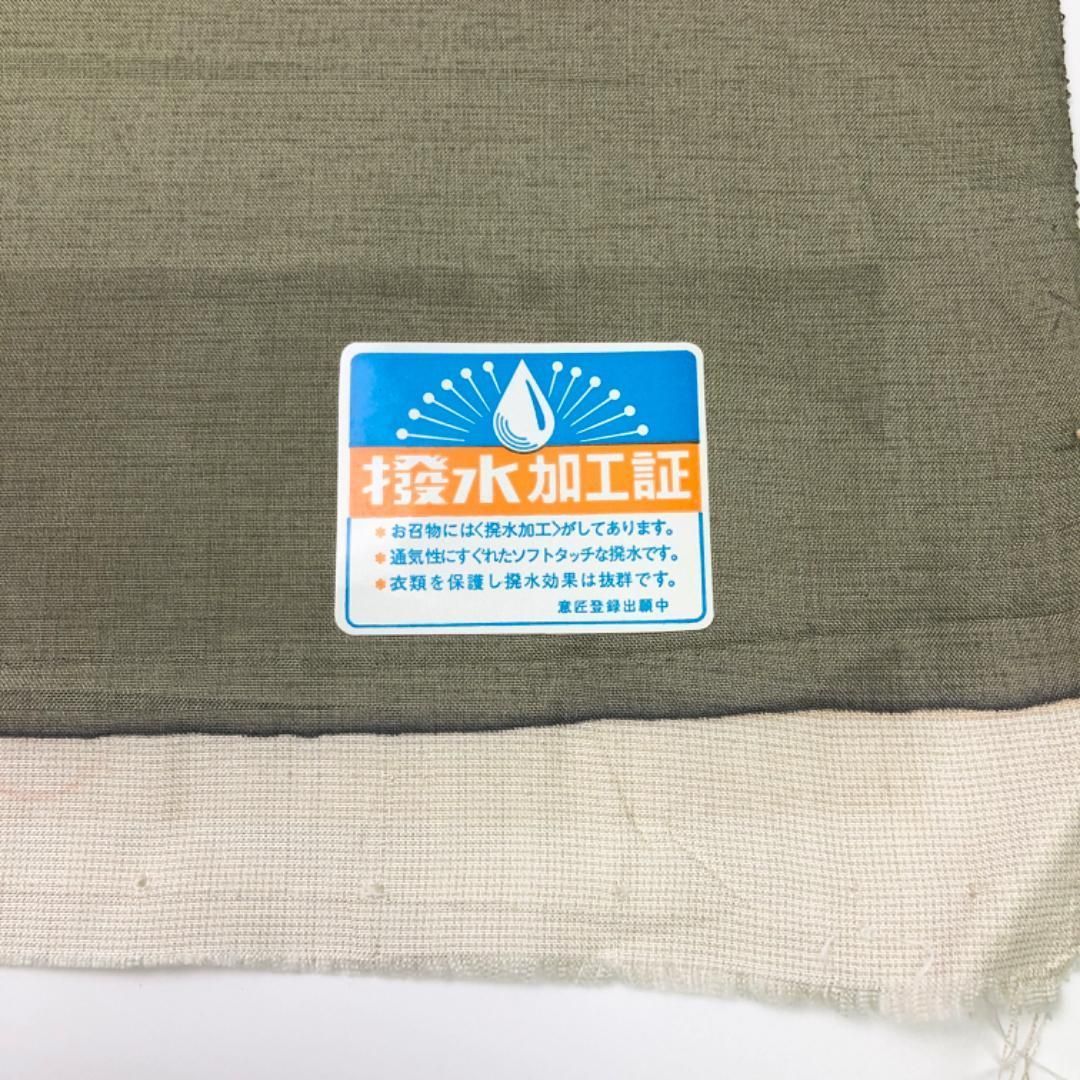 撥水加工証
* お召物には〈撥水加工〉がしてあります。
* 通気性にすぐれたソフトタッチな撥水です。
* 衣類を保護し撥水効果は抜群です。
意匠登録出願中